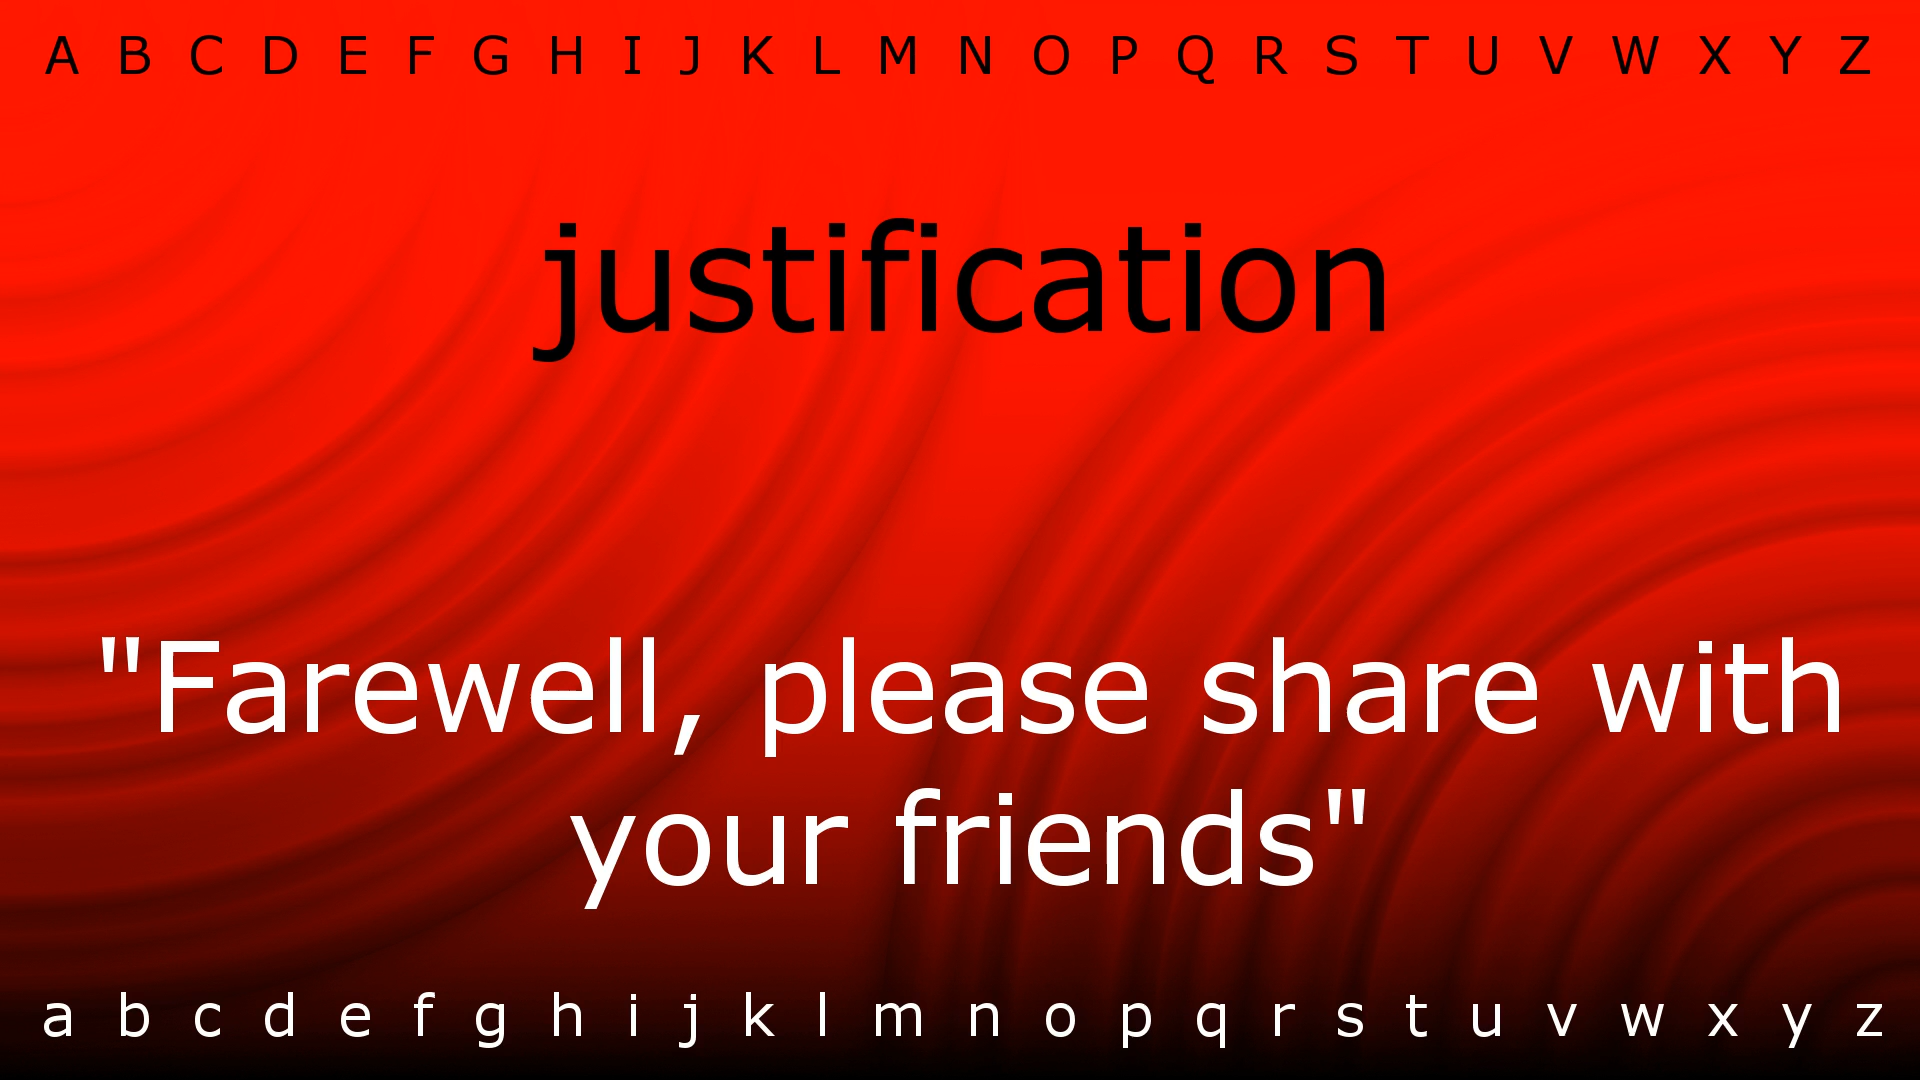 A B C D E F G H I J K L M N O P Q R S T U V W X Y Z
justification
"Farewell, please share with
your friends"
a b c d e f g h i j k l m n o p q r s t u v w x y z